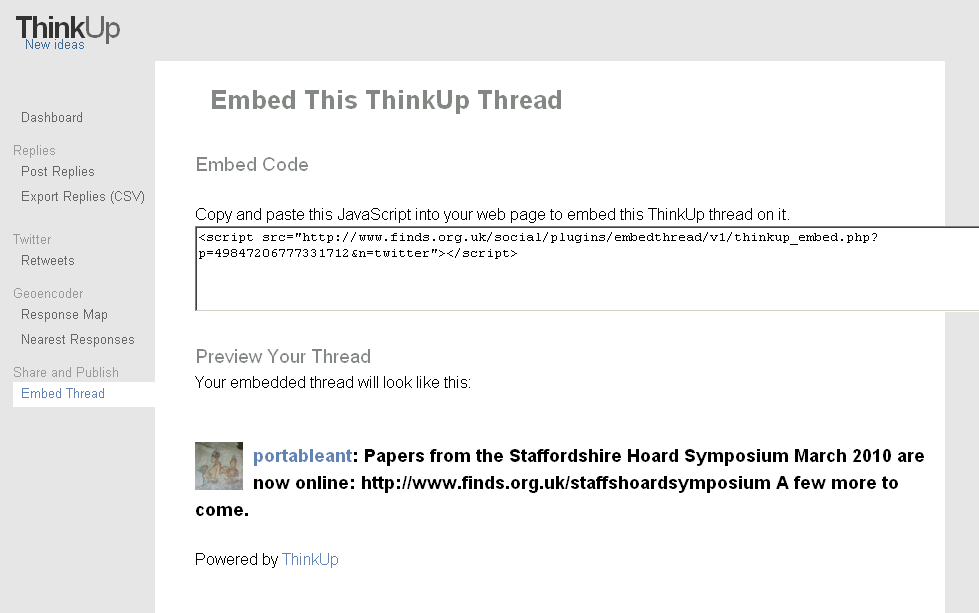 ThinkUp
New ideas
Dashboard
Replies
Post Replies
Export Replies (CSV)
Twitter
Retweets
Geoencoder
Response Map
Nearest Responses
Share and Publish
Embed Thread
Embed This ThinkUp Thread
Embed Code
Copy and paste this JavaScript into your web page to embed this ThinkUp thread on it.
<script src="http://www.finds.org.uk/social/plugins/embedthread/v1/thinkup_embed.php?
p=49847206777331712&n=twitter"></script>
Preview Your Thread
Your embedded thread will look like this:
portableant: Papers from the Staffordshire Hoard Symposium March 2010 are
now online: http://www.finds.org.uk/staffshoardsymposium A few more to
come.
Powered by ThinkUp